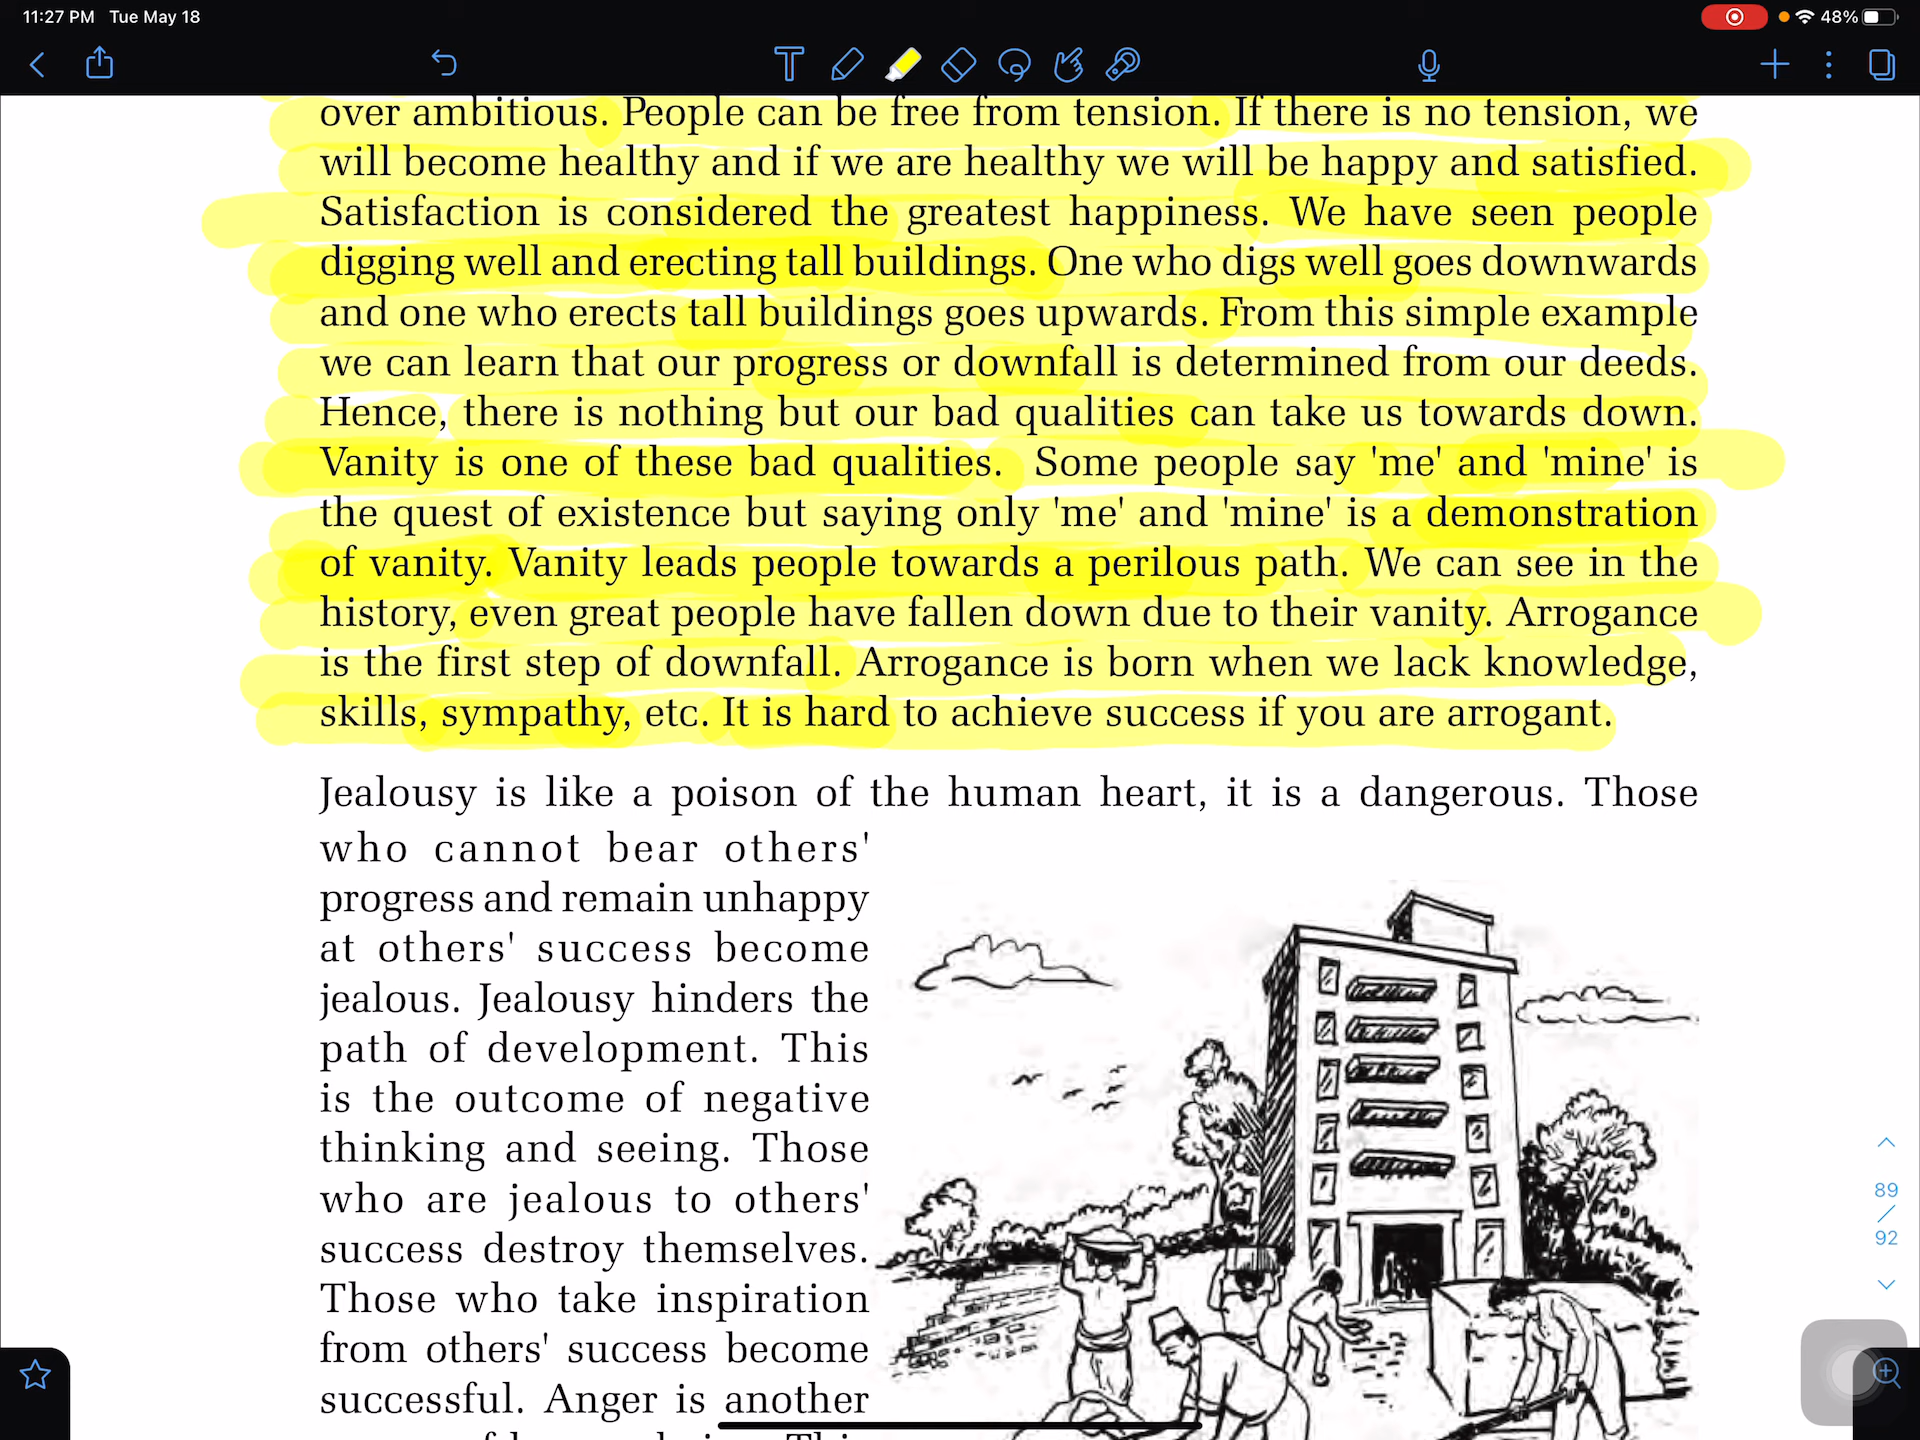 11:27 PM Tue May 18
48%
over ambitious. People can be free from tension. If there is no tension, we
will become healthy and if we are healthy we will be happy and satisfied.
Satisfaction is considered the greatest happiness. We have seen people
digging well and erecting tall buildings. One who digs well goes downwards
and one who erects tall buildings goes upwards. From this simple example
we can learn that our progress or downfall is determined from our deeds.
Hence, there is nothing but our bad qualities can take us towards down.
Vanity is one of these bad qualities. Some people say 'me' and 'mine' is
the quest of existence but saying only 'me' and 'mine' is a demonstration
of vanity. Vanity leads people towards a perilous path. We can see in the
history, even great people have fallen down due to their vanity. Arrogance
is the first step of downfall. Arrogance is born when we lack knowledge,
skills, sympathy, etc. It is hard to achieve success if you are arrogant.
Jealousy is like a poison of the human heart, it is a dangerous. Those
who cannot bear others'
progress and remain unhappy
at others' success become
jealous. Jealousy hinders the
path of development. This
is the outcome of negative
thinking and seeing. Those
who are jealous to others'
success destroy themselves.
Those who take inspiration
from others' success become
successful. Anger is another
89
/
92